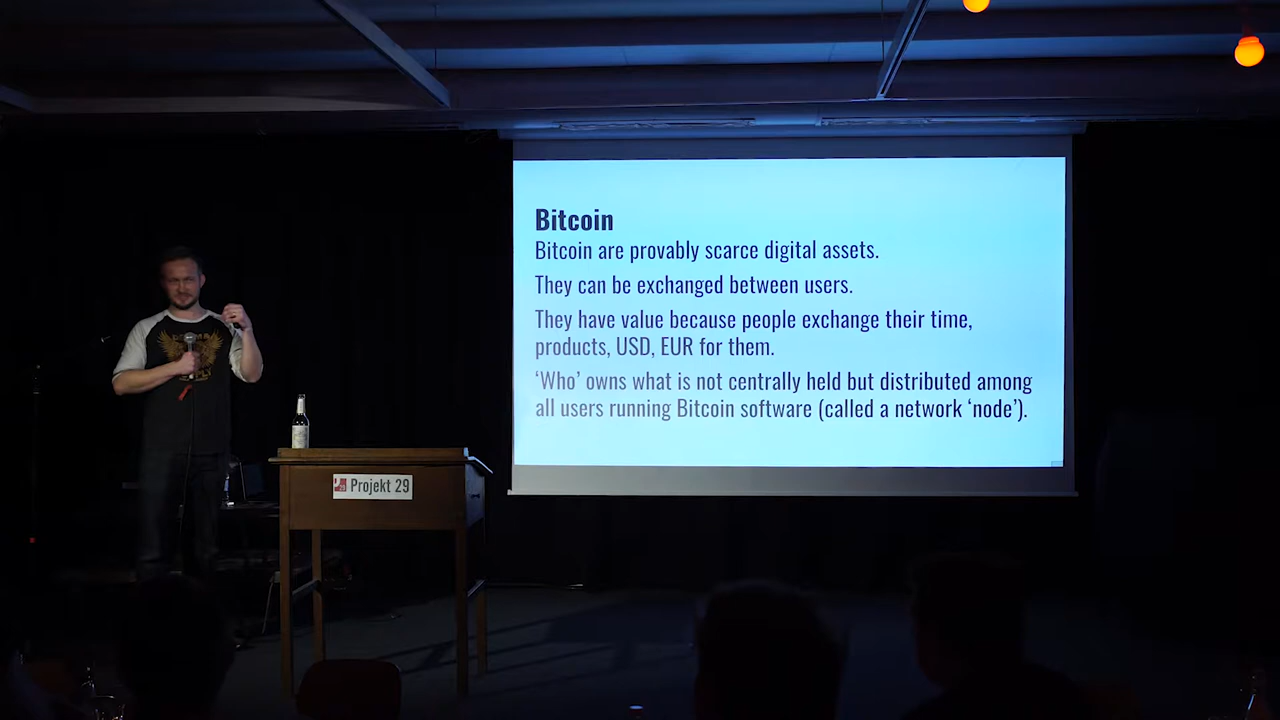 Bitcoin
Bitcoin are provably scarce digital assets.
They can be exchanged between users.
They have value because people exchange their time,
products, USD, EUR for them.
‘Who’ owns what is not centrally held but distributed among
all users running Bitcoin software (called a network ‘node’).
Projekt 29